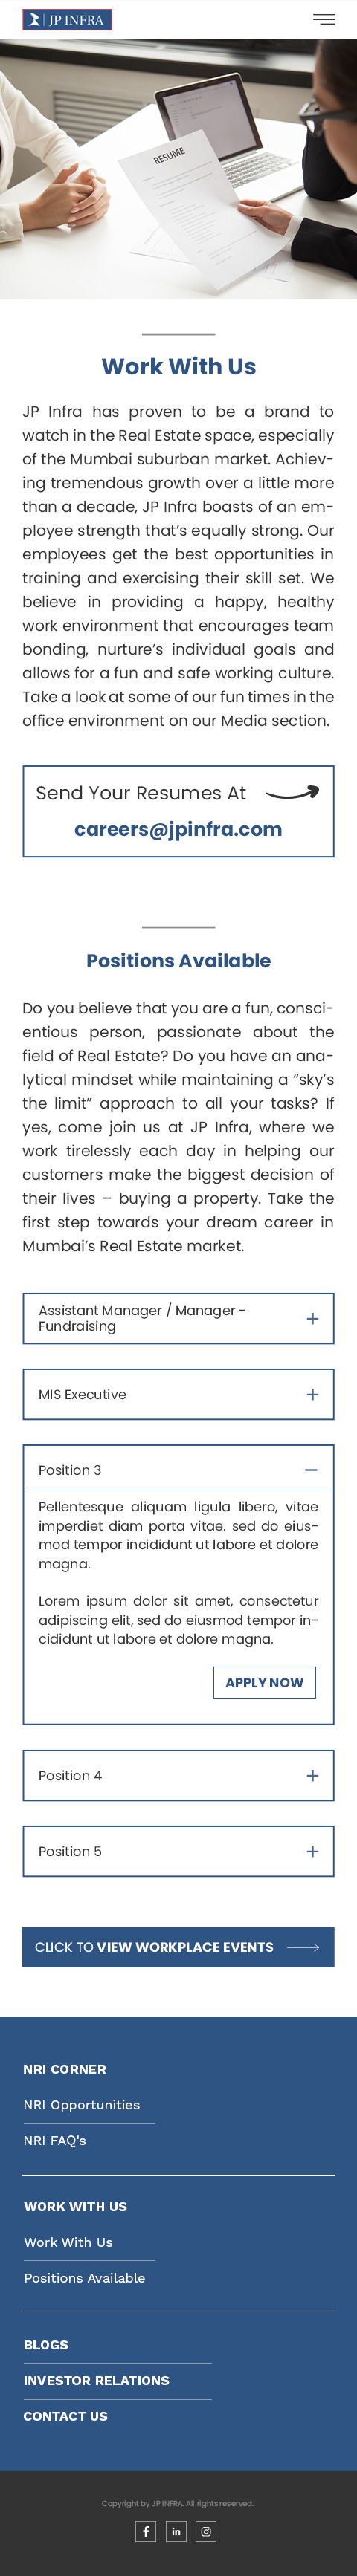 JP INFRA
RESUME
Work With Us
JP Infra has proven to be a brand to
watch in the Real Estate space, especially
of the Mumbai suburban market. Achiev-
ing tremendous growth over a little more
than a decade, JP Infra boasts of an em-
ployee strength that's equally strong. Our
employees get the best opportunities in
training and exercising their skill set. We
believe in providing a happy, healthy
work environment that encourages team
bonding, nurture's individual goals and
allows for a fun and safe working culture.
Take a look at some of our fun times in the
office environment on our Media section.
Send Your Resumes At
careers@jpinfra.com
Positions Available
Do you believe that you are a fun, consci-
entious person, passionate about the
field of Real Estate? Do you have an ana-
lytical mindset while maintaining a “sky's
the limit” approach to all your tasks? If
yes, come join us at JP Infra, where we
work tirelessly each day in helping our
customers make the biggest decision of
their lives – buying a property. Take the
first step towards your dream career in
Mumbai's Real Estate market.
Assistant Manager / Manager -
Fundraising
MIS Executive
Position 3
Pellentesque aliquam ligula libero, vitae
imperdiet diam porta vitae. sed do eius-
mod tempor incididunt ut labore et dolore
magna.
Lorem ipsum dolor sit amet, consectetur
adipiscing elit, sed do eiusmod tempor in-
cididunt ut labore et dolore magna.
APPLY NOW
Position 4
Position 5
CLICK TO VIEW WORKPLACE EVENTS
NRI CORNER
NRI Opportunities
NRI FAQ's
WORK WITH US
Work With Us
Positions Available
BLOGS
INVESTOR RELATIONS
CONTACT US
Copyright by JP INFRA. All rights reserved.